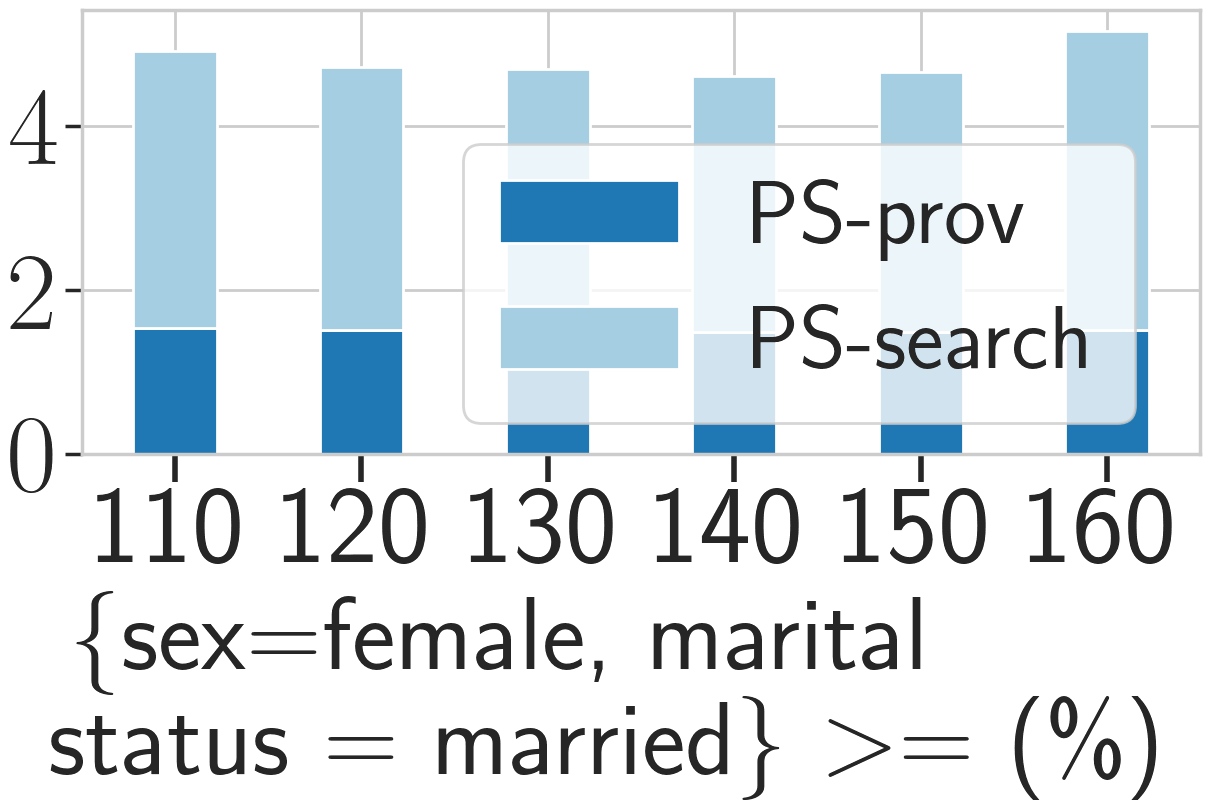 4
2
0
PS-prov
PS-search
110 120 130 140 150 160
{sex=female, marital
status = married} >= (%)